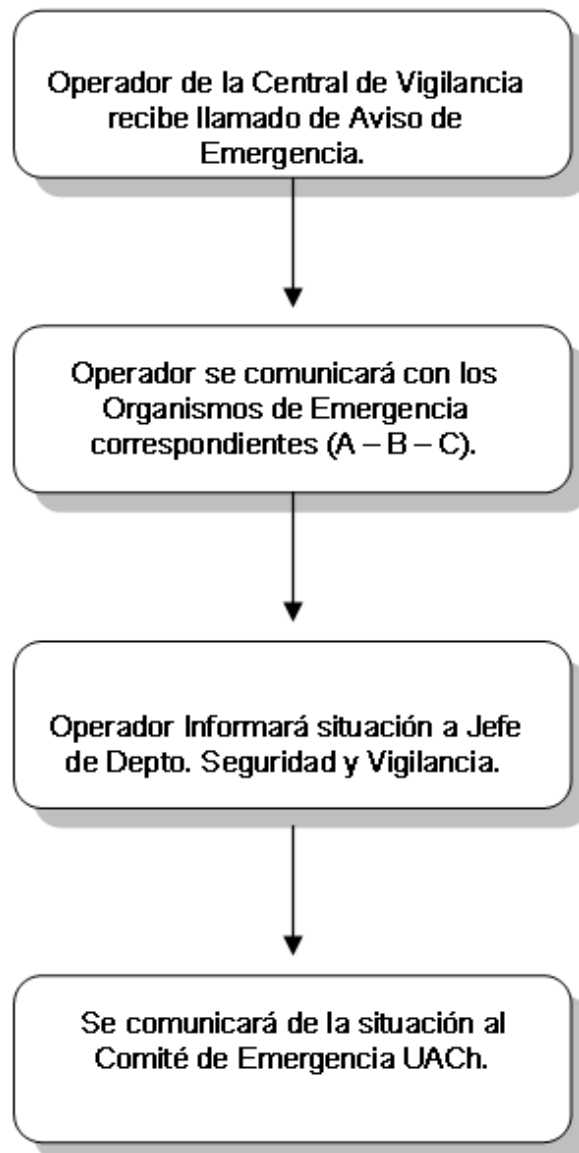 Operador de la Central de Vigilancia
recibe llamado de Aviso de
Emergencia.
Operador se comunicará con los
Organismos de Emergencia
correspondientes (A – B – C).
Operador Informará situación a Jefe
de Depto. Seguridad y Vigilancia.
Se comunicará de la situación al
Comité de Emergencia UACh.